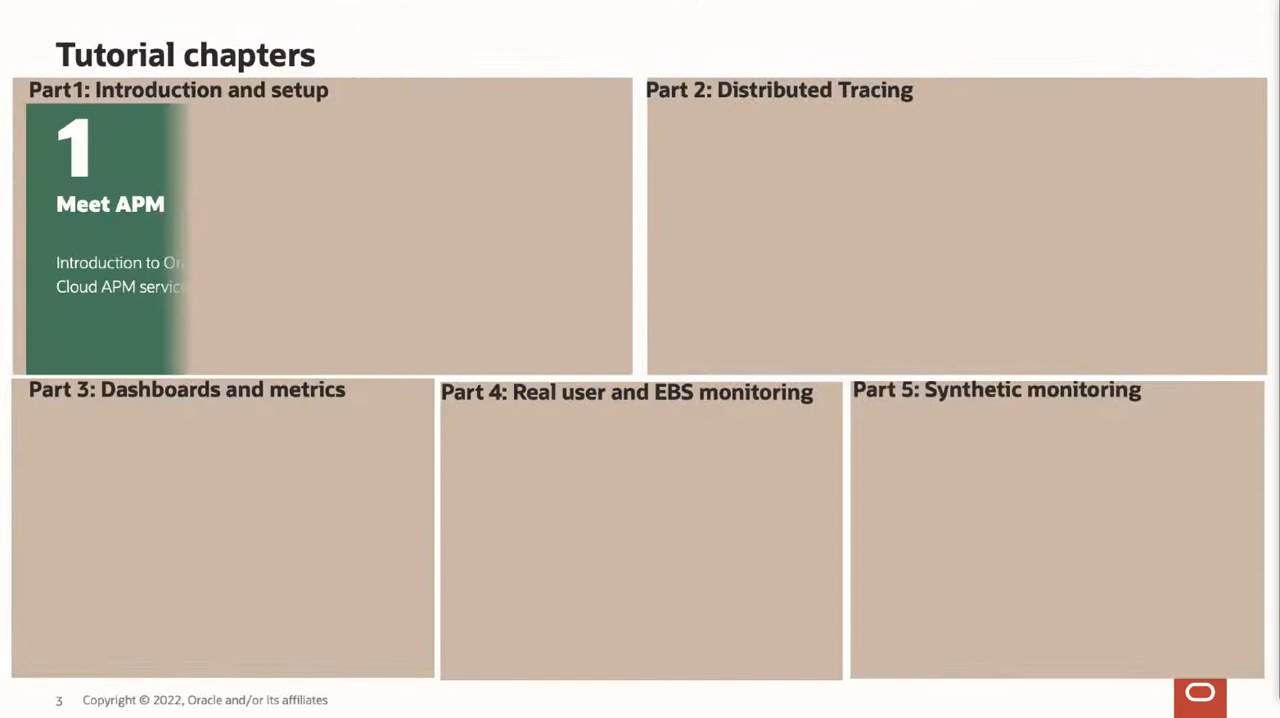 Tutorial chapters
Part1: Introduction and setup
Part 2: Distributed Tracing
1
Meet APM
Introduction to
Cloud APM
Part 3: Dashboards and metrics
Part 4: Real user and EBS monitoring
Part 5: Synthetic monitoring
3 Copyright © 2022, Oracle and/or its affiliates